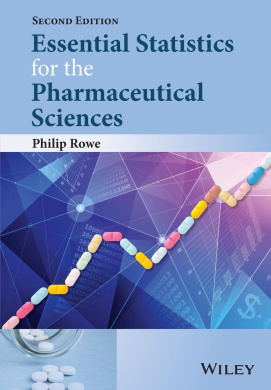 SECOND EDITION
Essential Statistics
for the
Pharmaceutical
Sciences
Philip Rowe
WILEY